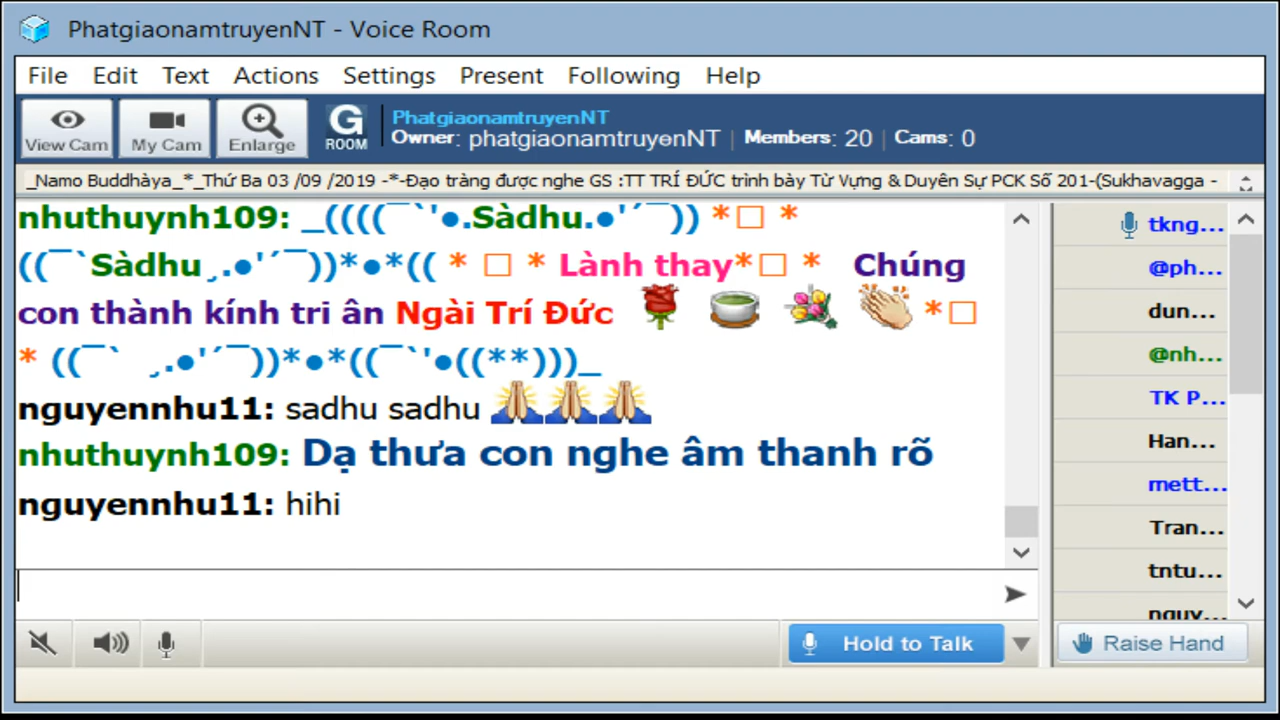 PhatgiaonamtruyenNT - Voice Room
File Edit Text Actions Settings Present Following Help
View Cam My Cam Enlarge G ROOM
PhatgiaonamtruyenNT
Owner: phatgiaonamtruyenNT | Members: 20 | Cams: 0
_Namo Buddhàya_*_Thứ Ba 03 /09 /2019 -*-Đạo tràng được nghe GS :TT TRÍ ĐỨC trình bày Từ Vựng & Duyên Sự PCK Số 201-(Sukhavagga -
nhuthuynh109: _((((¯`'●.Sàdhu.●'´¯)) *□ *
((¯`Sàdhu¸.●'´¯))*●*(( * □ * Lành thay*□ * Chúng
con thành kính tri ân Ngài Trí Đức *□
* ((¯` ¸.●'´¯))*●*((¯`'●((**)))_
nguyennhu11: sadhu sadhu
nhuthuynh109: Dạ thưa con nghe âm thanh rõ
nguyennhu11: hihi
tkng...
@ph...
dun...
@nh...
TK P...
Han...
mett...
Tran...
tntu...
nguy...
Hold to Talk
Raise Hand